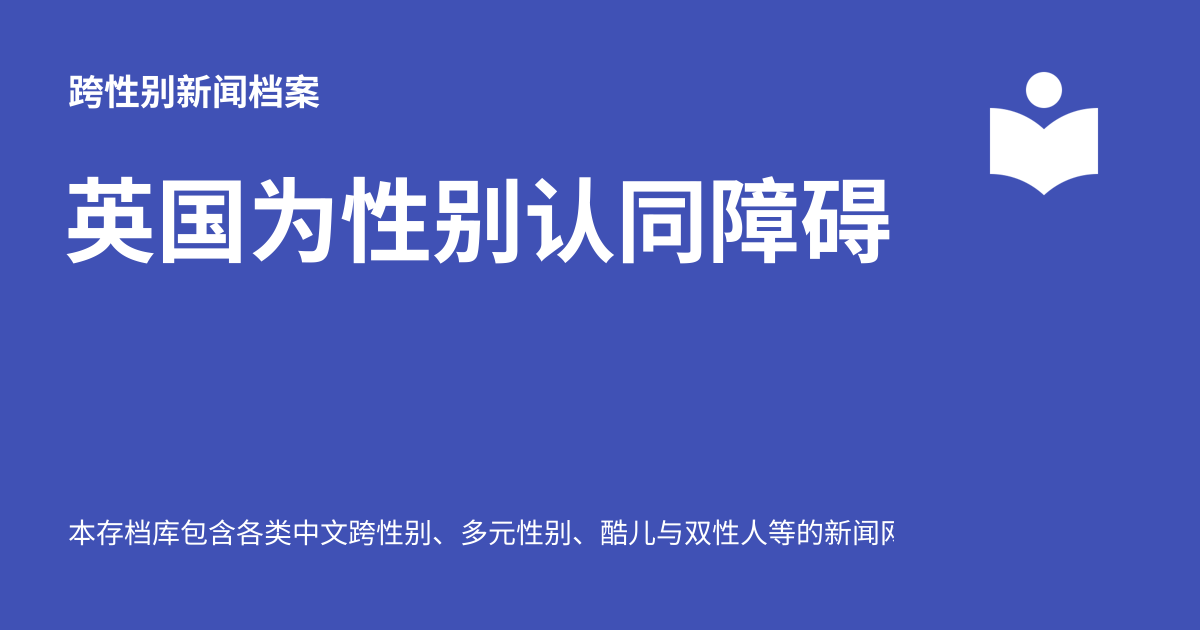 跨性别新闻档案
英国为性别认同障碍
本存档库包含各类中文跨性别、多元性别、酷儿与双性人等的新闻网